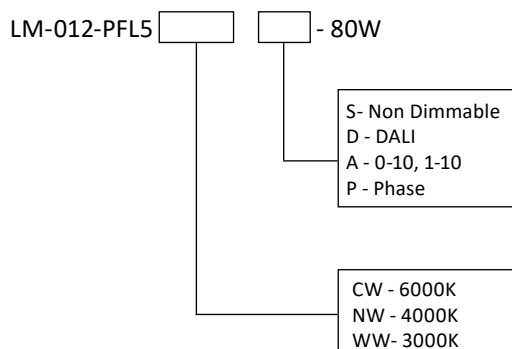 LM-012-PFL5 - 80W
S- Non Dimmable
D - DALI
A - 0-10, 1-10
P - Phase
CW - 6000K
NW - 4000K
WW- 3000K